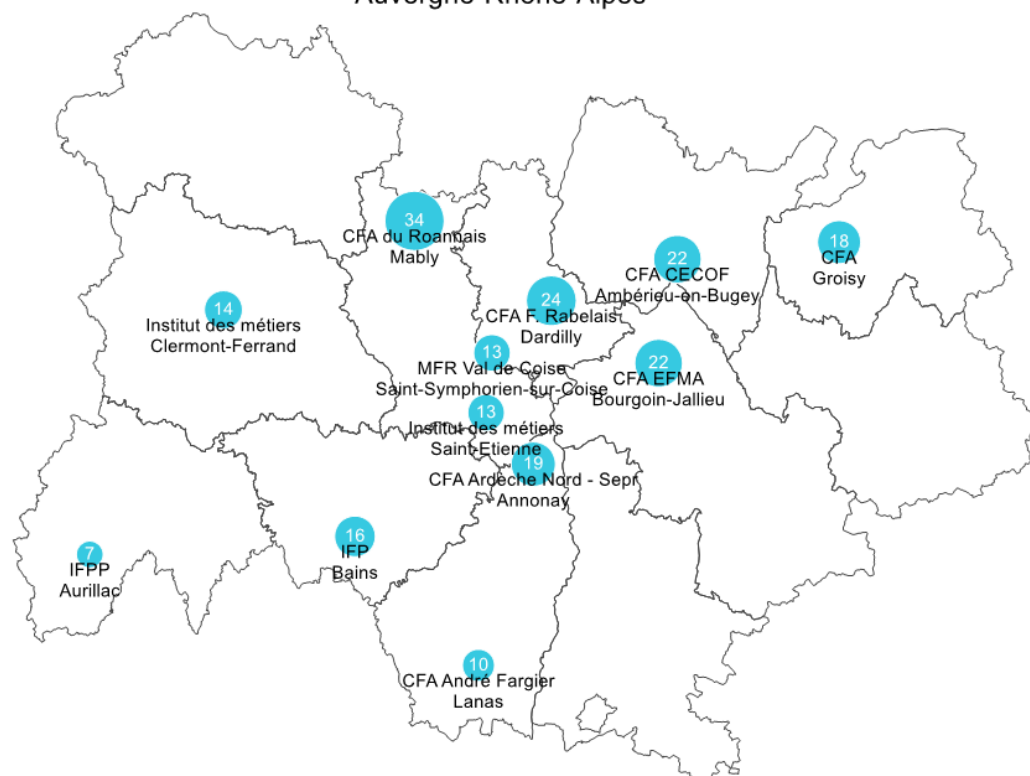 Auvergne-Rhône-Alpes
34
CFA du Roannais
Mably
18
CFA
Groisy
22
CFA CECOF
Ambérieu-en-Bugey
24
CFA F. Rabelais
Dardilly
14
Institut des métiers
Clermont-Ferrand
13
MFR Val de Coise
Saint-Symphorien-sur-Coise
22
CFA EFMA
Bourgoin-Jallieu
13
Institut des métiers
Saint-Etienne
19
CFA Ardèche Nord - Sepr
Annonay
16
IFP
Bains
7
IFPP
Aurillac
10
CFA André Fargier
Lanas